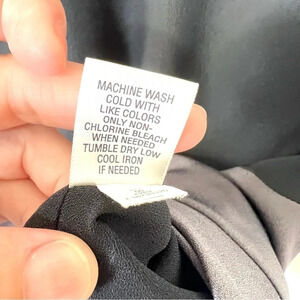 MACHINE WASH
COLD WITH
LIKE COLORS
ONLY NON-
CHLORINE BLEACH
WHEN NEEDED
TUMBLE DRY LOW
COOL IRON
IF NEEDED